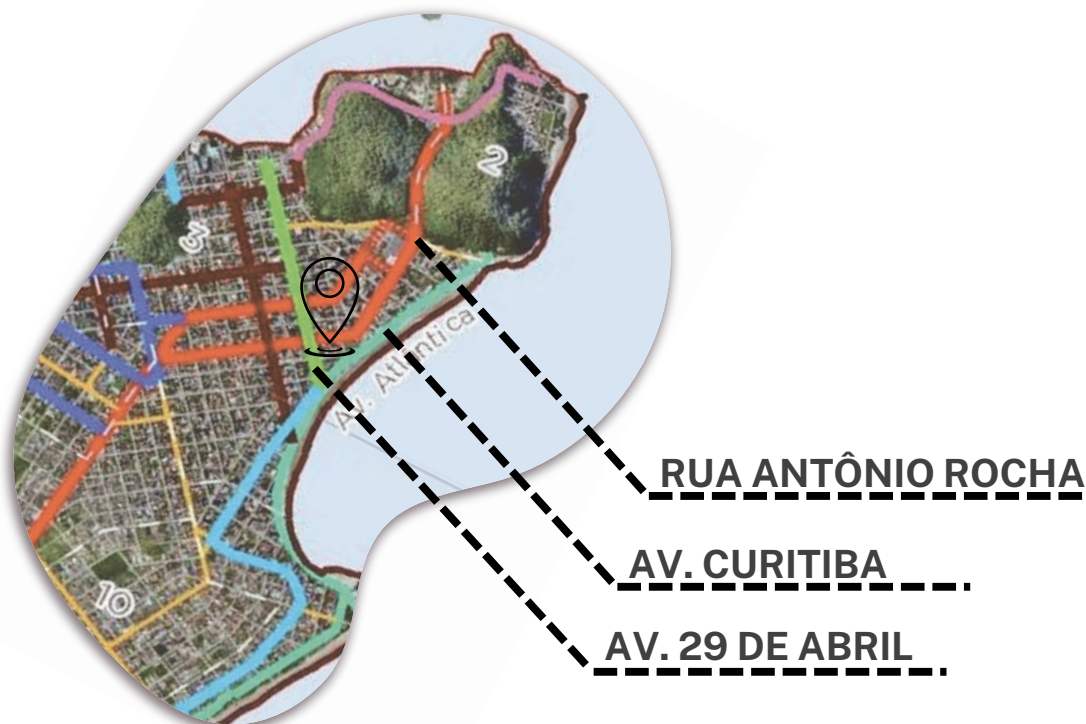 2
3
Av. Atlântica
10
RUA ANTÔNIO ROCHA
AV. CURITIBA
AV. 29 DE ABRIL